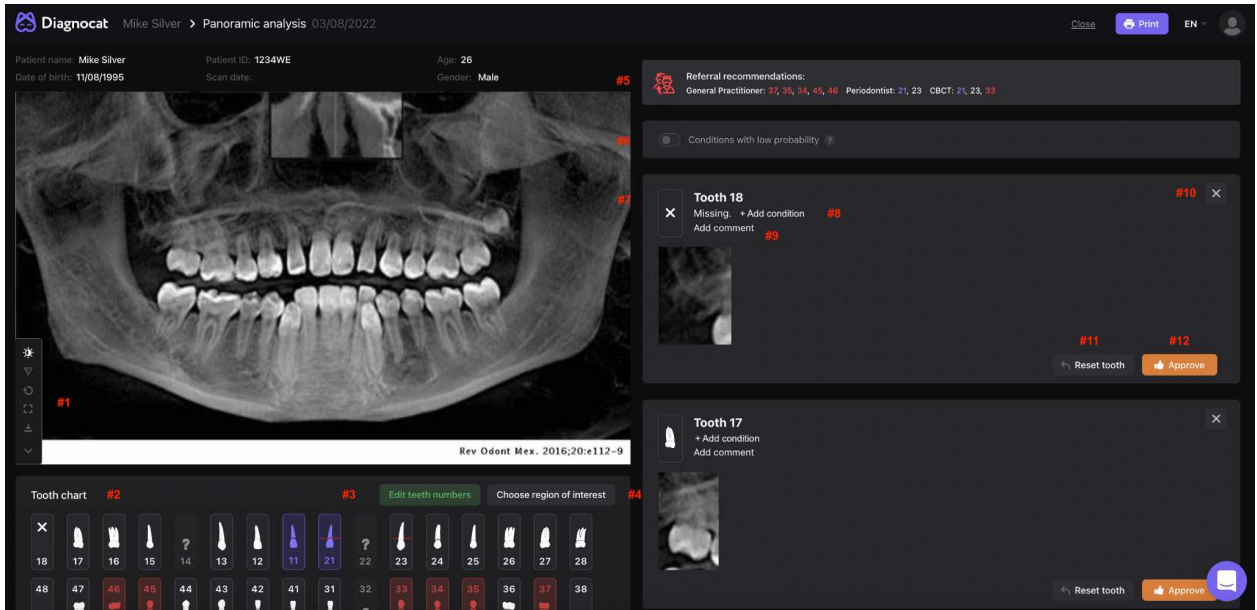 Diagnocat Mike Silver > Panoramic analysis 03/08/2022 Close Print EN
Patient name: Mike Silver Patient ID: 1234WE Age: 26
Date of birth: 11/08/1995 Scan date: Gender: Male #5
#6
#7
#1
Rev Odont Mex. 2016;20:e112-9
Tooth chart #2 #3 Edit teeth numbers Choose region of interest #4
? ?
18 17 16 15 14 13 12 11 21 22 23 24 25 26 27 28
48 47 46 45 44 43 42 41 31 32 33 34 35 36 37 38
Referral recommendations:
General Practitioner: 37, 35, 34, 45, 46 Periodontist: 21, 23 CBCT: 21, 23, 33
Conditions with low probability ?
Tooth 18 #10
Missing. + Add condition #8
Add comment #9
#11 #12
Reset tooth Approve
Tooth 17
+ Add condition
Add comment
Reset tooth Approve